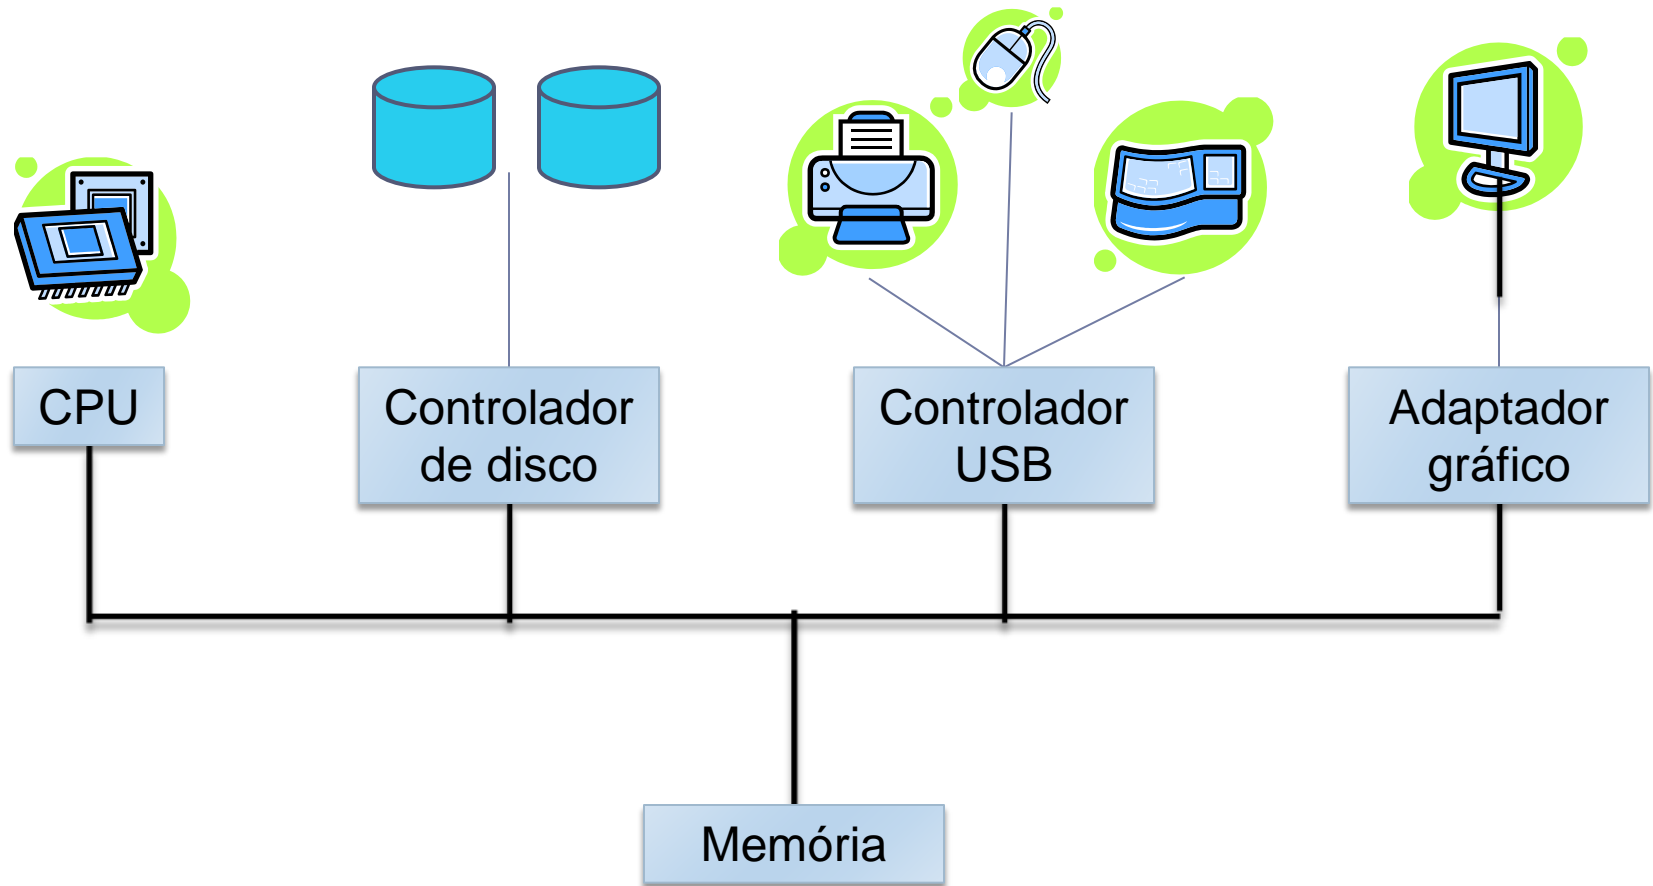 CPU
Controlador
de disco
Controlador
USB
Adaptador
gráfico
Memória